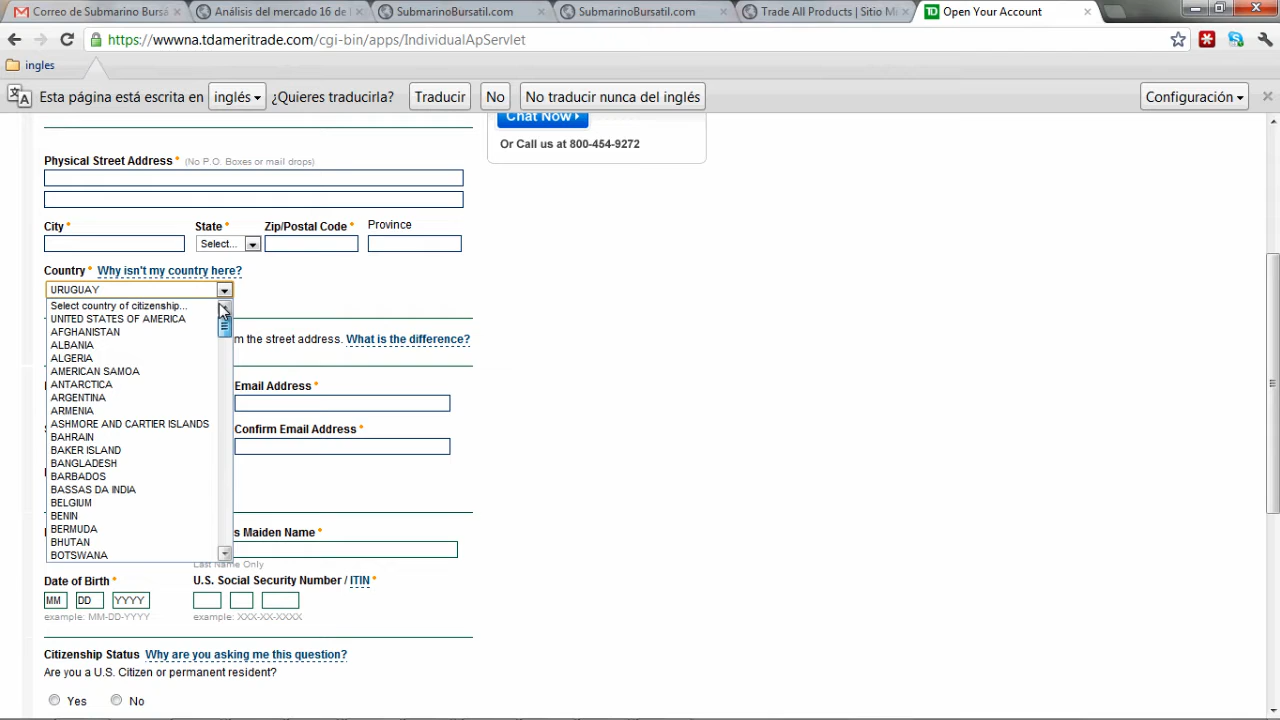 Correo de Submarino Bursá
Análisis del mercado 16 de
SubmarinoBursatil.com
SubmarinoBursatil.com
Trade All Products | Sitio Mi
Open Your Account
https://wwwna.tdameritrade.com/cgi-bin/apps/IndividualApServlet
ingles
Esta página está escrita en inglés ¿Quieres traducirla? Traducir No No traducir nunca del inglés Configuración
Chat Now
Or Call us at 800-454-9272
Physical Street Address * (No P.O. Boxes or mail drops)
City * State * Zip/Postal Code * Province
Select...
Country * Why isn't my country here?
URUGUAY
Select country of citizenship...
UNITED STATES OF AMERICA
AFGHANISTAN
m the street address. What is the difference?
ALBANIA
ALGERIA
AMERICAN SAMOA
ANTARCTICA
Email Address *
ARGENTINA
ARMENIA
ASHMORE AND CARTIER ISLANDS
Confirm Email Address *
BAHRAIN
BAKER ISLAND
BANGLADESH
BARBADOS
BASSAS DA INDIA
BELGIUM
BENIN
BERMUDA
s Maiden Name *
BHUTAN
BOTSWANA
Last Name Only
Date of Birth * U.S. Social Security Number / ITIN *
MM DD YYYY
example: MM-DD-YYYY example: XXX-XX-XXXX
Citizenship Status Why are you asking me this question?
Are you a U.S. Citizen or permanent resident?
Yes No